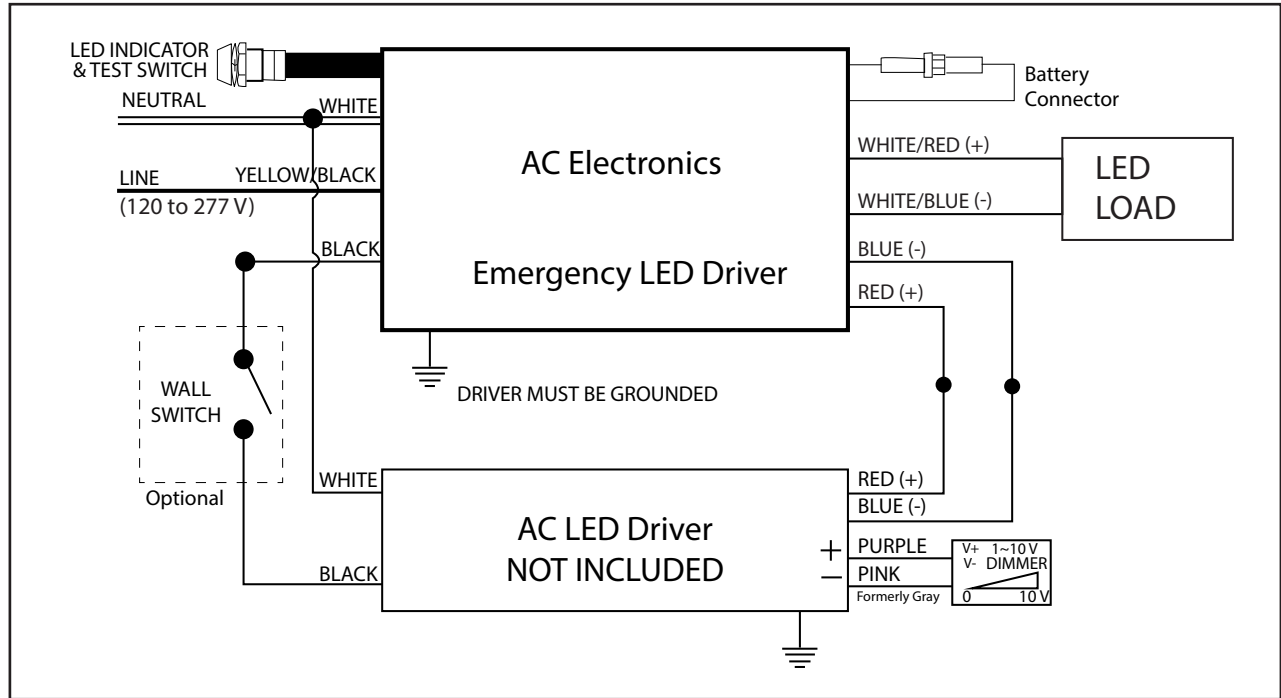 LED INDICATOR
& TEST SWITCH
NEUTRAL
WHITE
LINE
YELLOW/BLACK
(120 to 277 V)
BLACK
AC Electronics
Emergency LED Driver
Battery
Connector
WHITE/RED (+)
WHITE/BLUE (-)
LED
LOAD
BLUE (-)
RED (+)
DRIVER MUST BE GROUNDED
WALL
SWITCH
Optional
WHITE
BLACK
AC LED Driver
NOT INCLUDED
RED (+)
BLUE (-)
+ PURPLE
− PINK
Formerly Gray
V+ 1~10 V
V- DIMMER
0 10 V